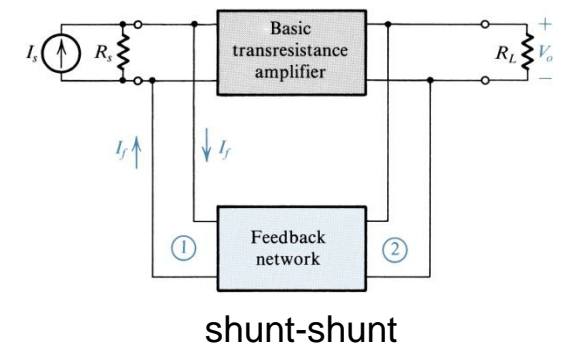 Basic
transresistance
amplifier
I_s
R_s
R_L
+
V_o
−
I_f
I_f
Feedback
network
①
②
shunt-shunt